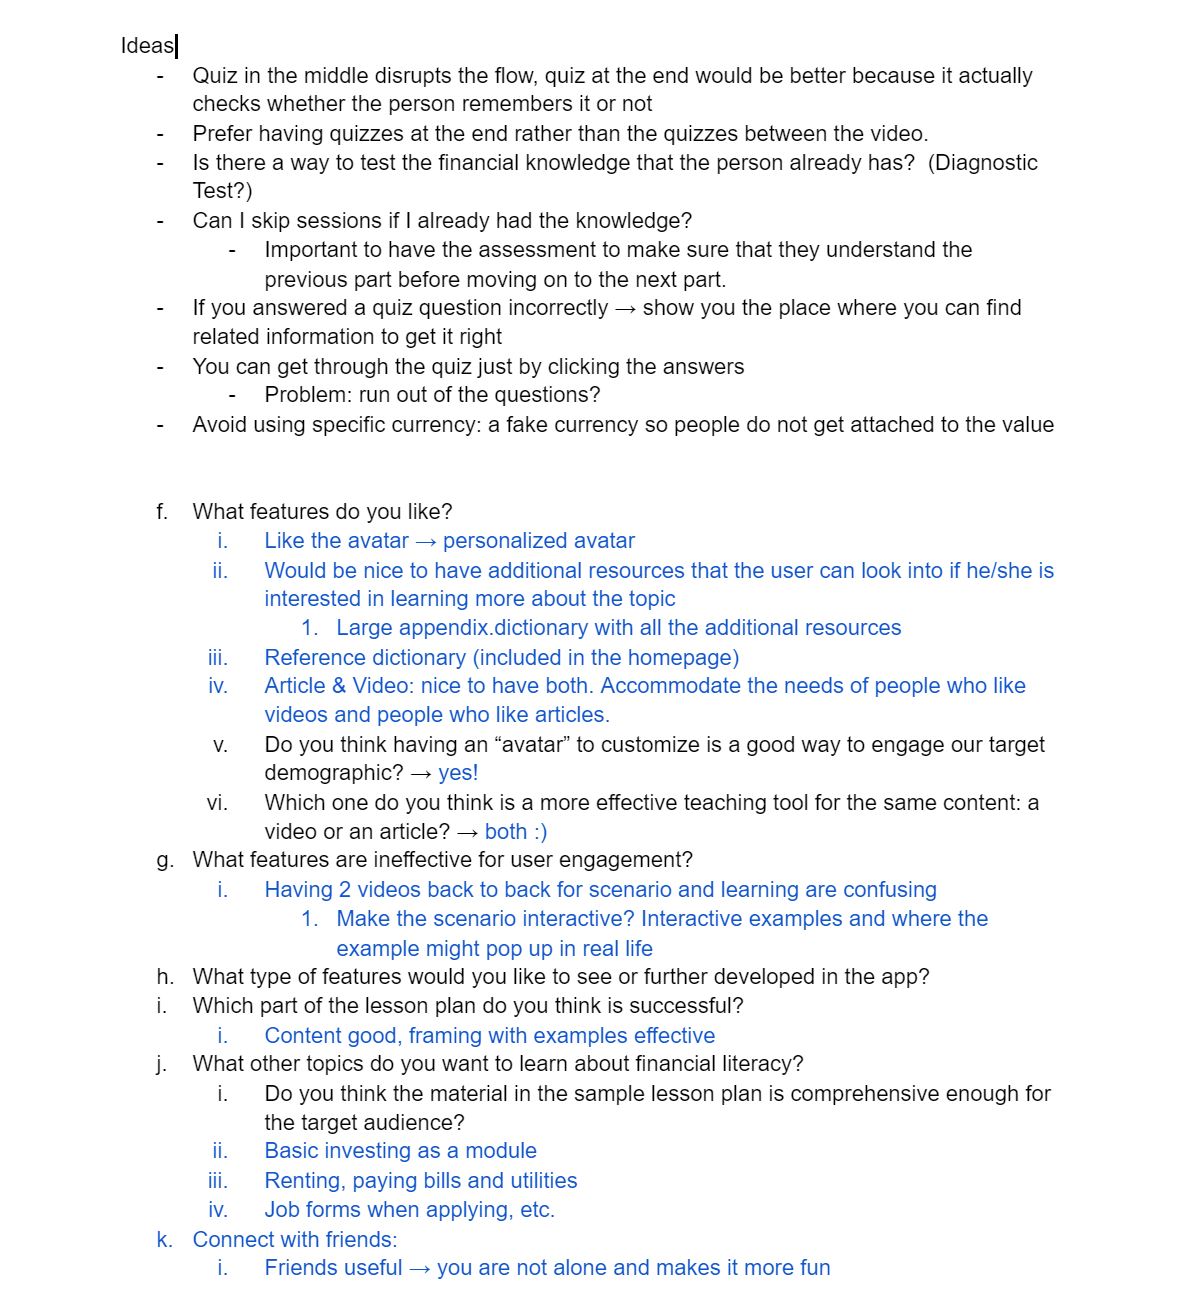 Ideas
- Quiz in the middle disrupts the flow, quiz at the end would be better because it actually
checks whether the person remembers it or not
- Prefer having quizzes at the end rather than the quizzes between the video.
- Is there a way to test the financial knowledge that the person already has?  (Diagnostic
Test?)
- Can I skip sessions if I already had the knowledge?
- Important to have the assessment to make sure that they understand the
previous part before moving on to the next part.
- If you answered a quiz question incorrectly → show you the place where you can find
related information to get it right
- You can get through the quiz just by clicking the answers
- Problem: run out of the questions?
- Avoid using specific currency: a fake currency so people do not get attached to the value
f. What features do you like?
i. Like the avatar → personalized avatar
ii. Would be nice to have additional resources that the user can look into if he/she is
interested in learning more about the topic
1. Large appendix.dictionary with all the additional resources
iii. Reference dictionary (included in the homepage)
iv. Article & Video: nice to have both. Accommodate the needs of people who like
videos and people who like articles.
v. Do you think having an “avatar” to customize is a good way to engage our target
demographic? → yes!
vi. Which one do you think is a more effective teaching tool for the same content: a
video or an article? → both :)
g. What features are ineffective for user engagement?
i. Having 2 videos back to back for scenario and learning are confusing
1. Make the scenario interactive? Interactive examples and where the
example might pop up in real life
h. What type of features would you like to see or further developed in the app?
i. Which part of the lesson plan do you think is successful?
i. Content good, framing with examples effective
j. What other topics do you want to learn about financial literacy?
i. Do you think the material in the sample lesson plan is comprehensive enough for
the target audience?
ii. Basic investing as a module
iii. Renting, paying bills and utilities
iv. Job forms when applying, etc.
k. Connect with friends:
i. Friends useful → you are not alone and makes it more fun